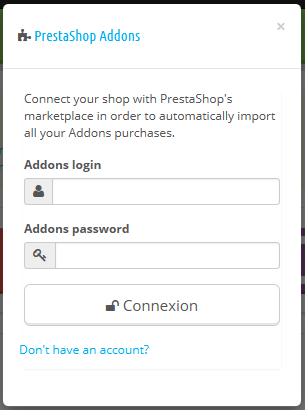 PrestaShop Addons
×
Connect your shop with PrestaShop's
marketplace in order to automatically import
all your Addons purchases.
Addons login
Addons password
Connexion
Don't have an account?